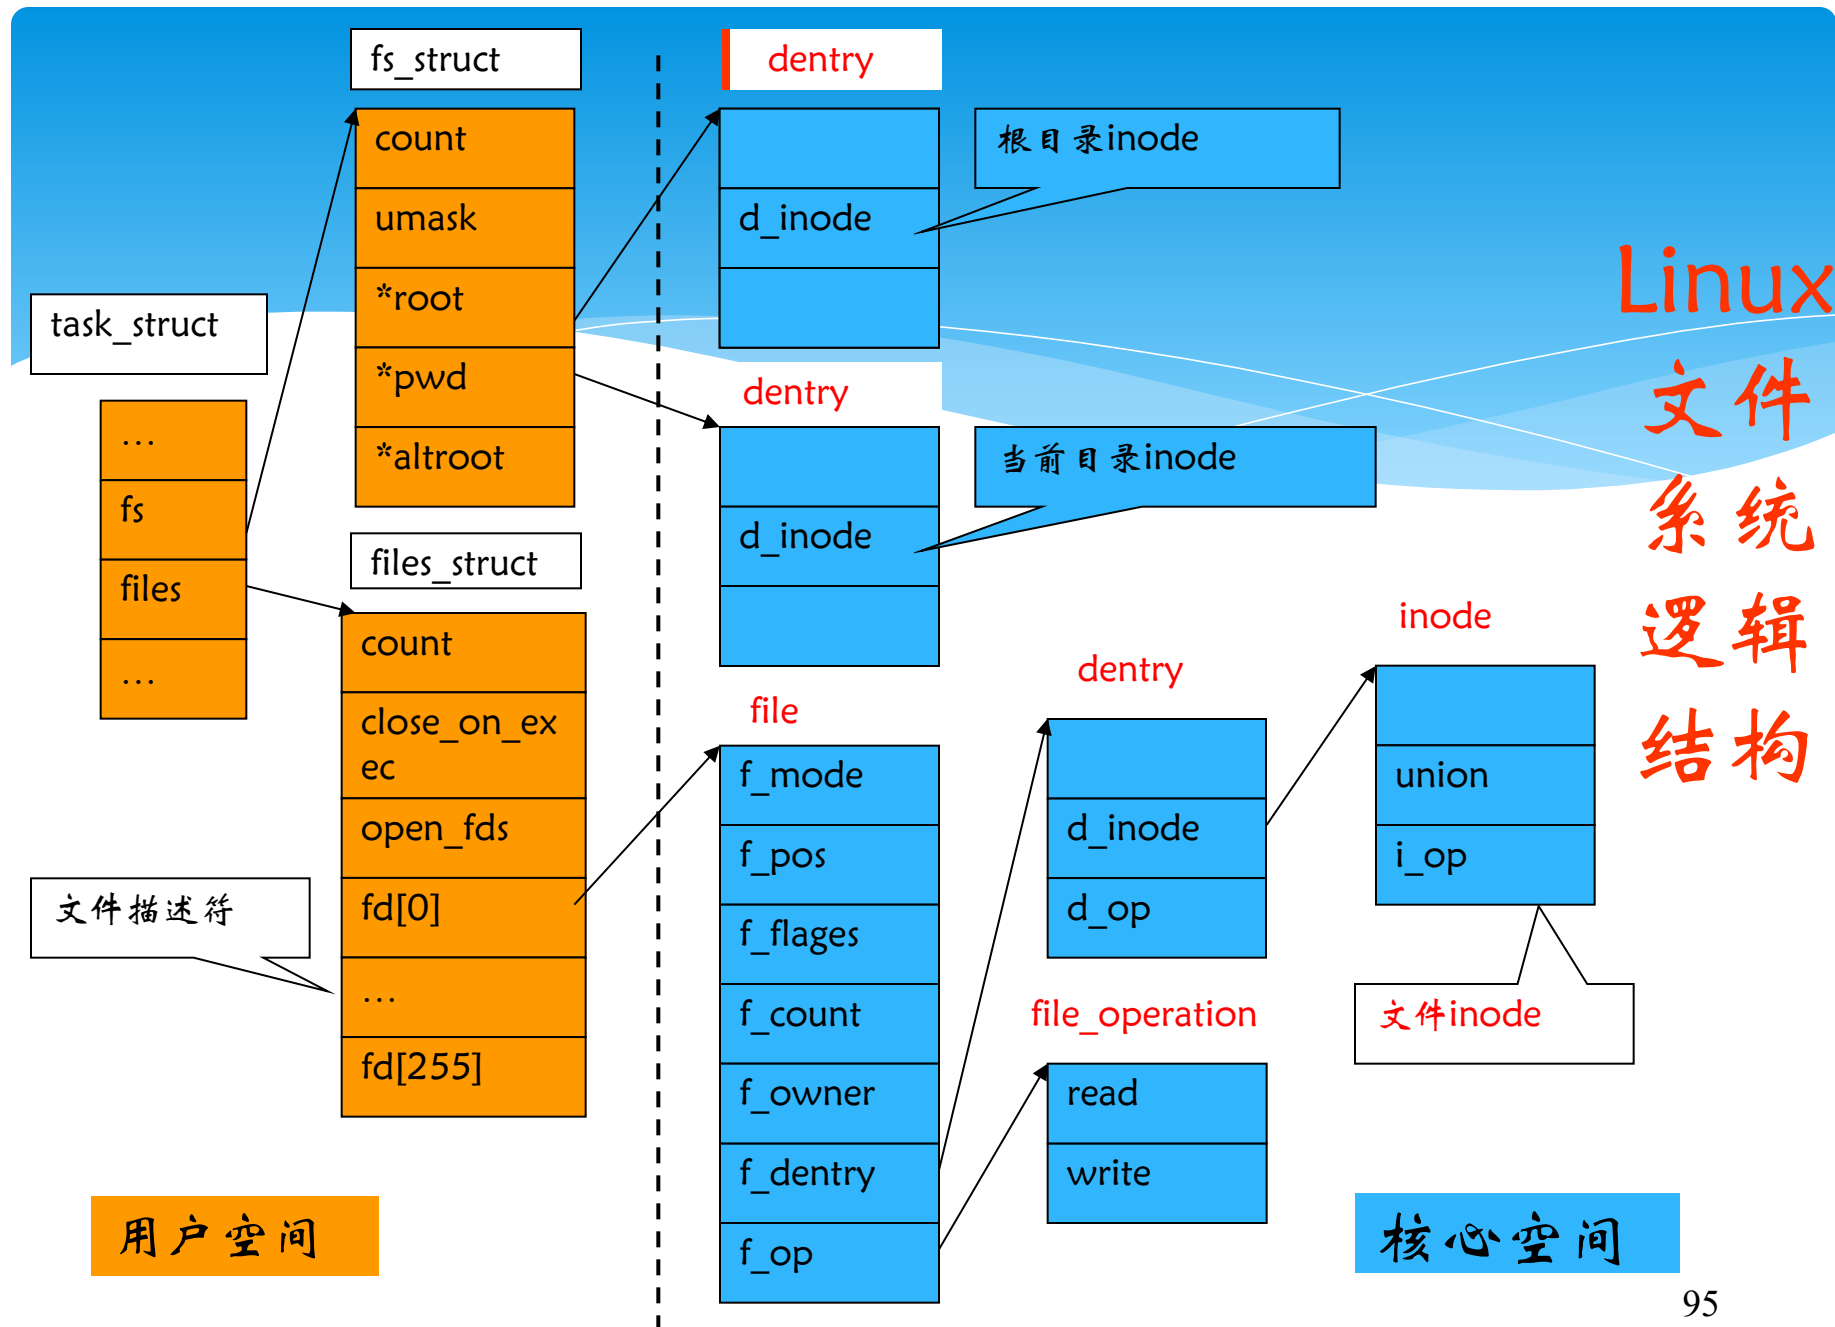 fs_struct
count
umask
*root
*pwd
*altroot
task_struct
…
fs
files
…
files_struct
count
close_on_ex
ec
open_fds
fd[0]
…
fd[255]
文件描述符
用户空间
dentry
d_inode
根目录inode
dentry
d_inode
当前目录inode
file
f_mode
f_pos
f_flages
f_count
f_owner
f_dentry
f_op
dentry
d_inode
d_op
file_operation
read
write
inode
union
i_op
文件inode
核心空间
Linux
文件
系统
逻辑
结构
95